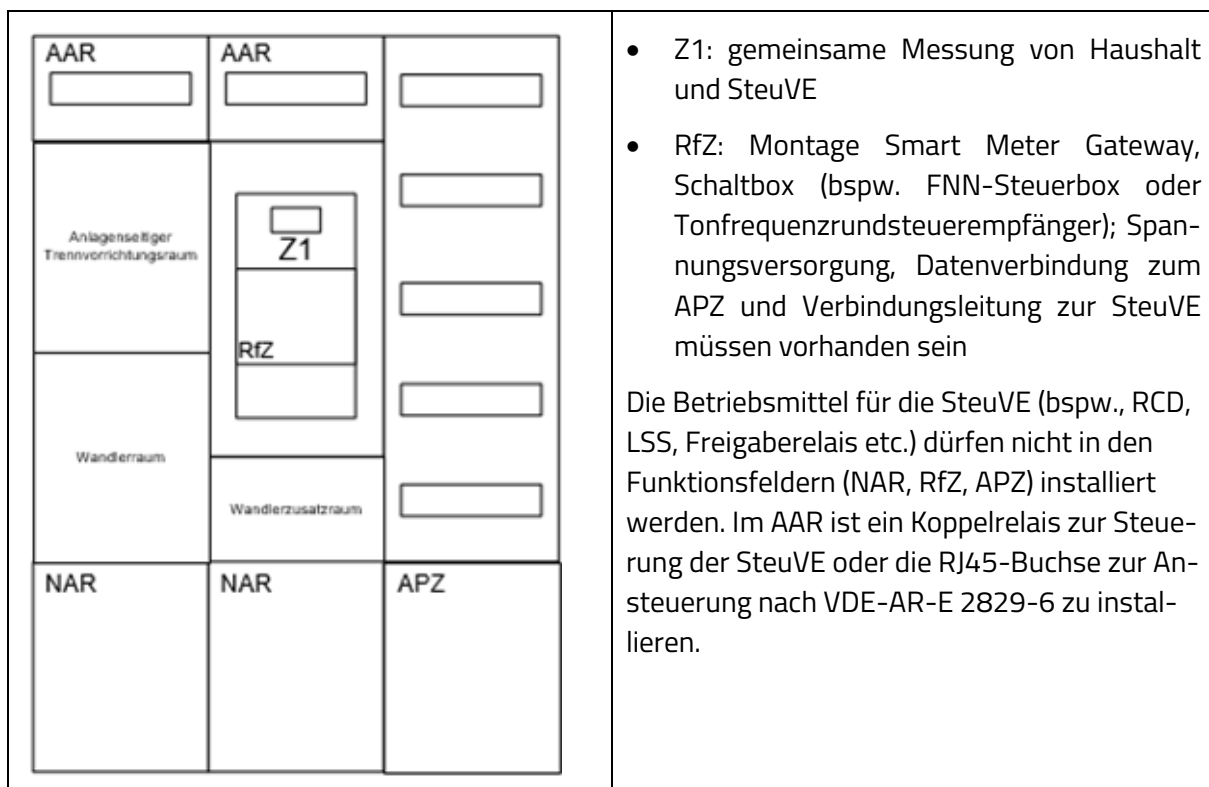 AAR
AAR
Anlagenseitiger
Trennvorrichtungsraum
Z1
RfZ
Wandlerraum
Wandlerzusatzraum
NAR
NAR
APZ
• Z1: gemeinsame Messung von Haushalt
und SteuVE
• RfZ: Montage Smart Meter Gateway,
Schaltbox (bspw. FNN-Steuerbox oder
Tonfrequenzrundsteuerempfänger); Span-
nungsversorgung, Datenverbindung zum
APZ und Verbindungsleitung zur SteuVE
müssen vorhanden sein
Die Betriebsmittel für die SteuVE (bspw., RCD,
LSS, Freigaberelais etc.) dürfen nicht in den
Funktionsfeldern (NAR, RfZ, APZ) installiert
werden. Im AAR ist ein Koppelrelais zur Steue-
rung der SteuVE oder die RJ45-Buchse zur An-
steuerung nach VDE-AR-E 2829-6 zu instal-
lieren.